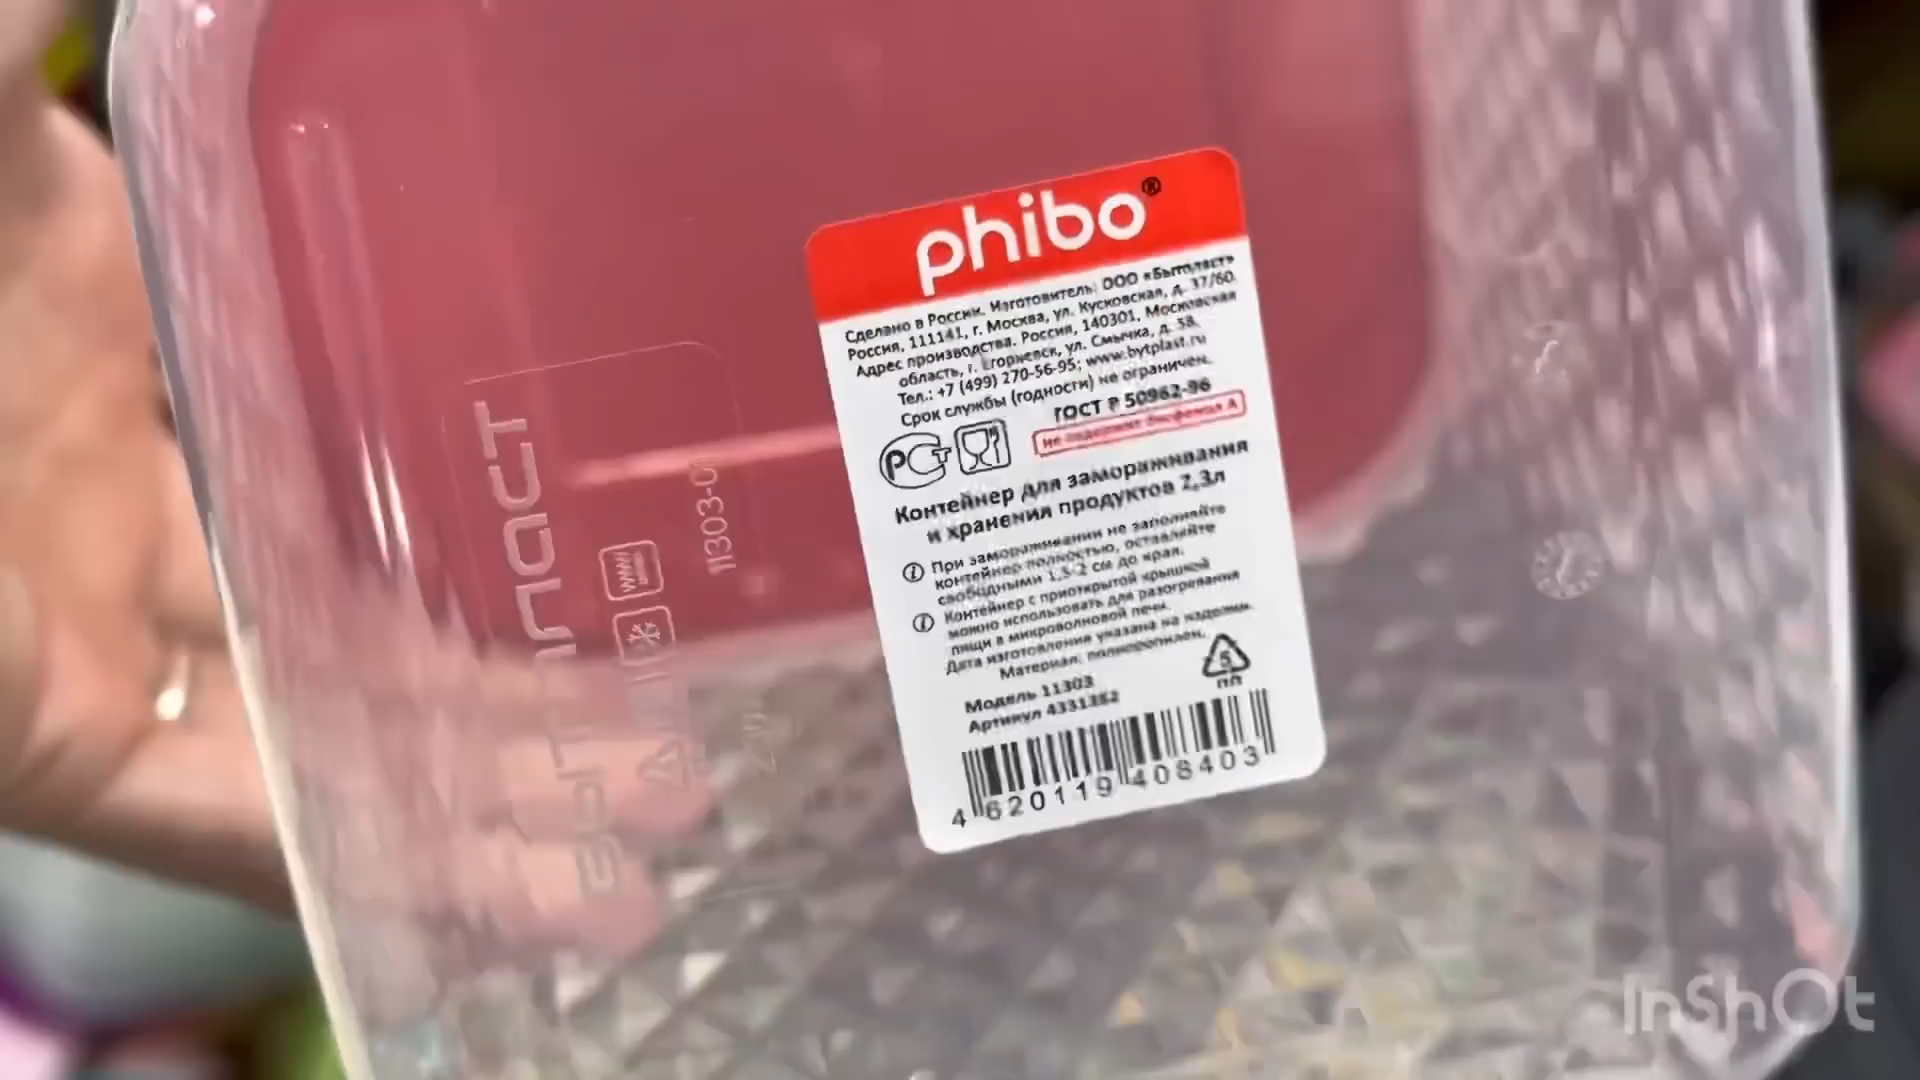 phibo®
Сделано в России. Изготовитель: ООО «Бытпласт»
Россия, 111141, г. Москва, ул. Кусковская, д. 37/60.
Адрес производства: Россия, 140301, Московская
область, г. Егорьевск, ул. Смычка, д. 58.
Тел.: +7 (499) 270-56-95; www.bytplast.ru
Срок службы (годности) не ограничен.
ГОСТ Р 50962-96
не содержит бисфенол А
РСТ
Контейнер для замораживания
и хранения продуктов 2,3л
При замораживании не заполняйте
контейнер полностью, оставляйте
свободными 1,5-2 см до края.
Контейнер с приоткрытой крышкой
можно использовать для разогревания
пищи в микроволновой печи.
Дата изготовления указана на изделии.
Материал: полипропилен.
5
ПП
Модель 11303
Артикул 4331382
4 620119 408403
БЫТПЛАСТ
11303-01
InShOt